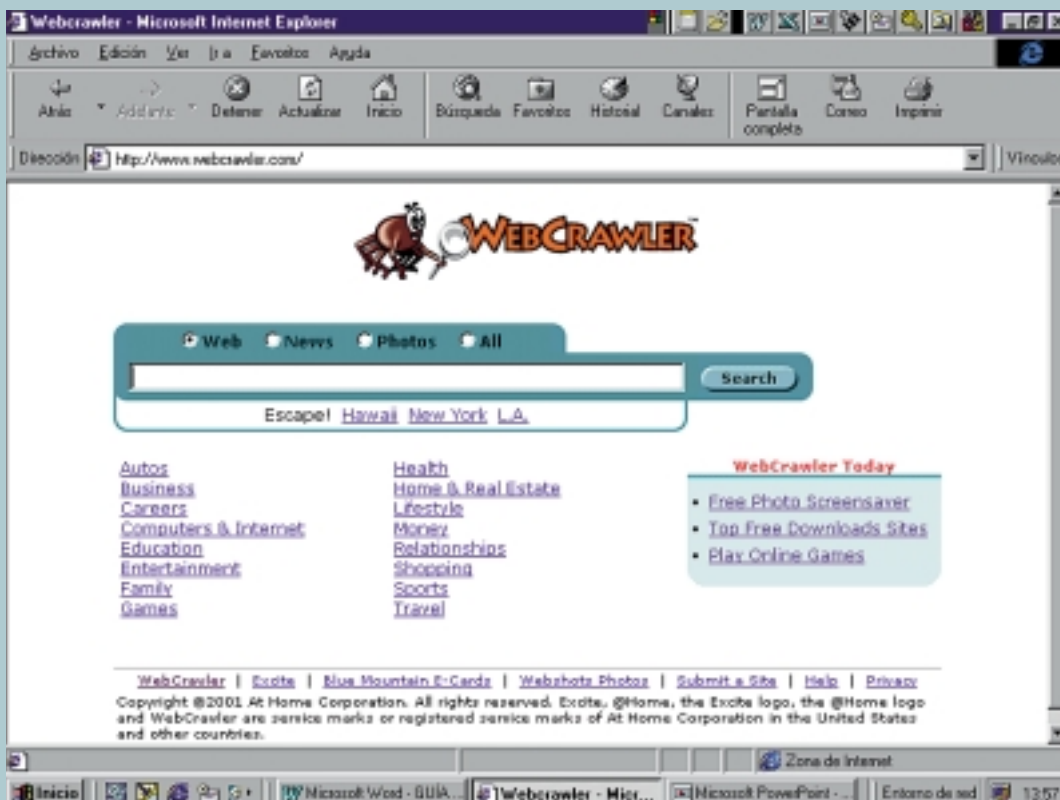 Webcrawler - Microsoft Internet Explorer
Archivo Edición Ver Ir a Favoritos Ayuda
Atrás Adelante Detener Actualizar Inicio Búsqueda Favoritos Historial Canales Pantalla completa Correo Imprimir
Dirección http://www.webcrawler.com/ Vínculos
WEBCRAWLER™
Web News Photos All
Search
Escape! Hawaii New York L.A.
Autos
Business
Careers
Computers & Internet
Education
Entertainment
Family
Games
Health
Home & Real Estate
Lifestyle
Money
Relationships
Shopping
Sports
Travel
WebCrawler Today
• Free Photo Screensaver
• Top Free Downloads Sites
• Play Online Games
WebCrawler | Excite | Blue Mountain E-Cards | Webshots Photos | Submit a Site | Help | Privacy
Copyright ©2001 At Home Corporation. All rights reserved. Excite, @Home, the Excite logo, the @Home logo
and WebCrawler are service marks or registered service marks of At Home Corporation in the United States
and other countries.
Zona de Internet
Inicio Microsoft Word - GUÍA... Webcrawler - Micr... Microsoft PowerPoint - ... Entorno de red 13:57